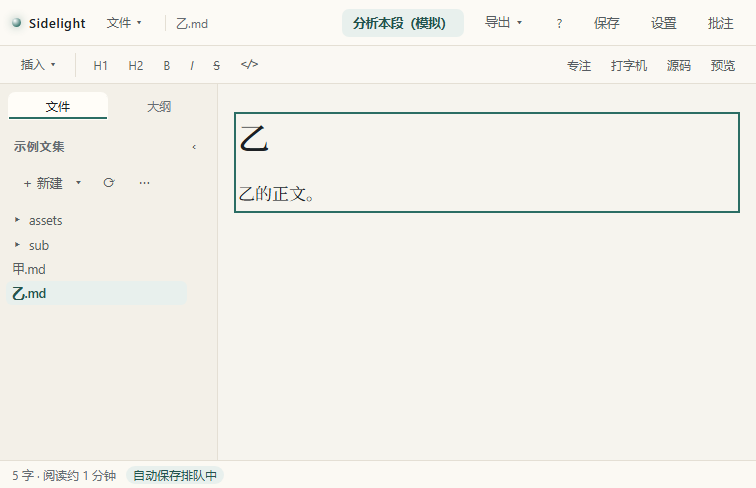 Sidelight 文件 乙.md 分析本段（模拟） 导出 ? 保存 设置 批注
插入 H1 H2 B I S </> 专注 打字机 源码 预览
文件 大纲
示例文集
+ 新建 ...
assets
sub
甲.md
乙.md
乙
乙的正文。
5 字 · 阅读约 1 分钟 自动保存排队中